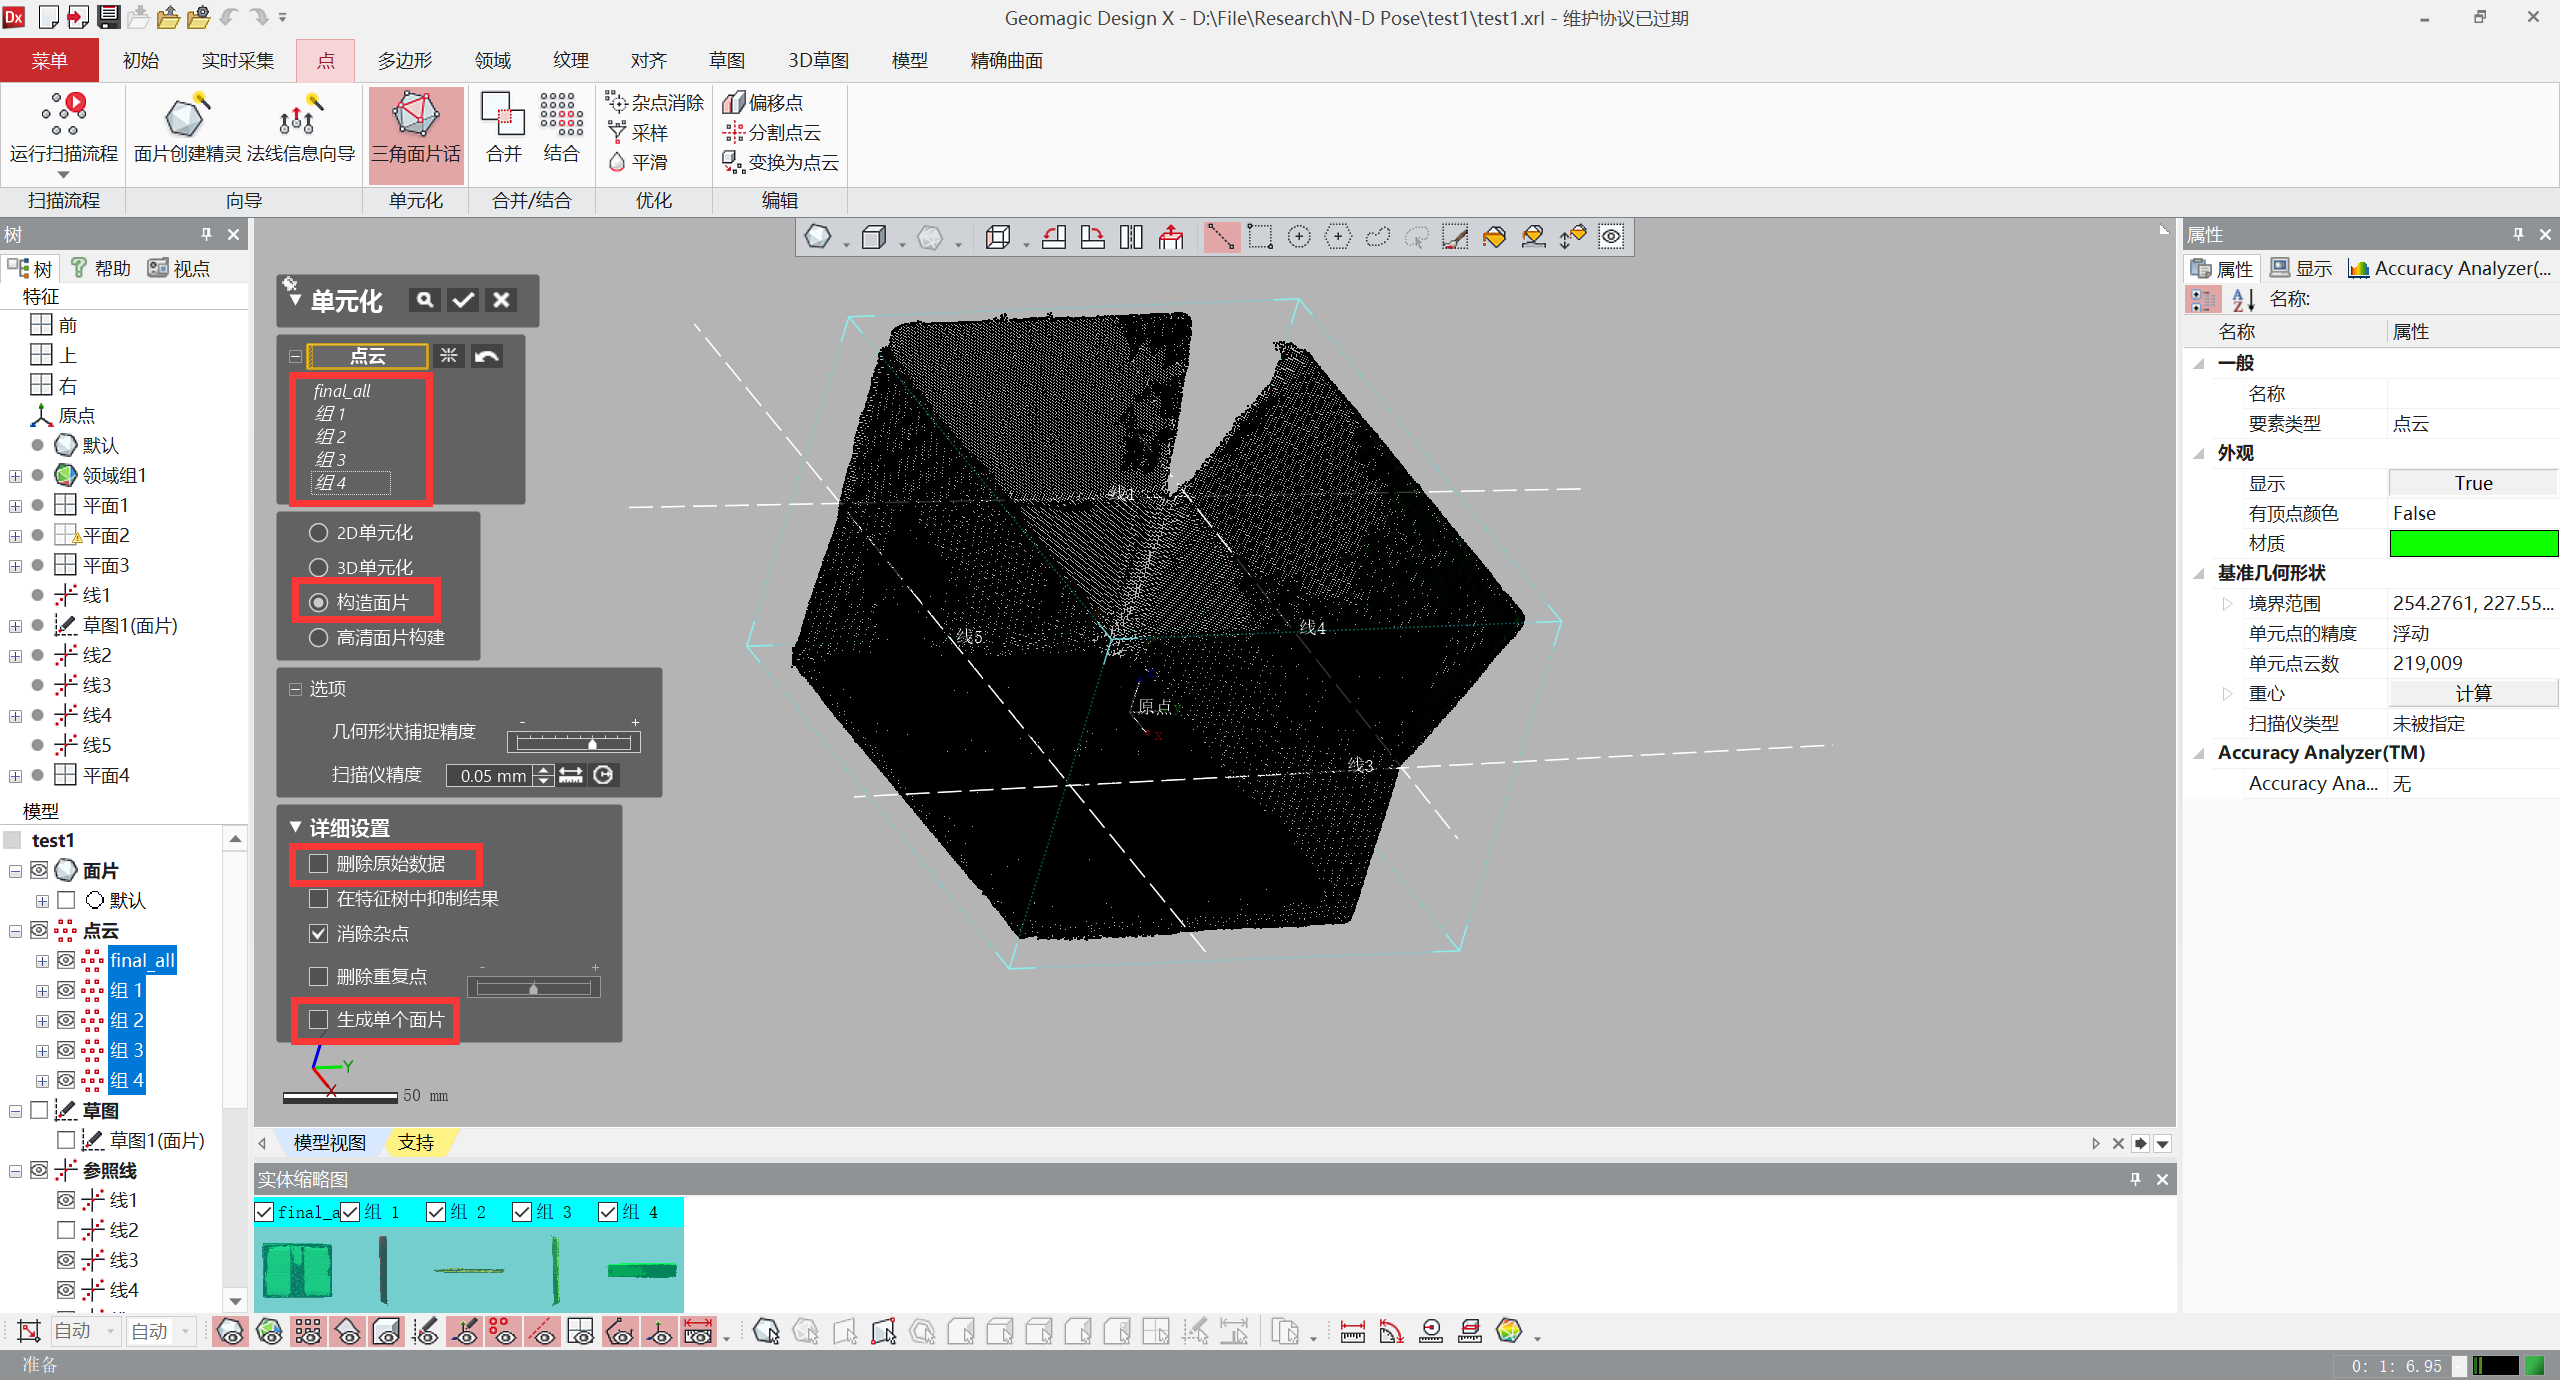 Dx
Geomagic Design X - D:\File\Research\N-D Pose\test1\test1.xrl - 维护协议已过期
菜单 初始 实时采集 点 多边形 领域 纹理 对齐 草图 3D草图 模型 精确曲面
运行扫描流程 面片创建精灵 法线信息向导 三角面片话 合并 结合
杂点消除 偏移点
采样 分割点云
平滑 变换为点云
扫描流程 向导 单元化 合并/结合 优化 编辑
树
树 帮助 视点
特征
前
上
右
原点
默认
领域组1
平面1
平面2
平面3
线1
草图1(面片)
线2
线3
线4
线5
平面4
模型
test1
面片
默认
点云
final_all
组 1
组 2
组 3
组 4
草图
草图1(面片)
参照线
线1
线2
线3
线4
单元化
点云
final_all
组 1
组 2
组 3
组 4
2D单元化
3D单元化
构造面片
高清面片构建
选项
几何形状捕捉精度 - +
扫描仪精度 0.05 mm
详细设置
删除原始数据
在特征树中抑制结果
消除杂点
删除重复点 - +
生成单个面片
Y
X
50 mm
线1
线5
线4
原点
X
线3
模型视图 支持
实体缩略图
final_a 组 1 组 2 组 3 组 4
属性
属性 显示 Accuracy Analyzer(...
A
Z 名称:
名称 属性
一般
名称
要素类型 点云
外观
显示 True
有顶点颜色 False
材质
基准几何形状
境界范围 254.2761, 227.55...
单元点的精度 浮动
单元点云数 219,009
重心 计算
扫描仪类型 未被指定
Accuracy Analyzer(TM)
Accuracy Ana... 无
自动 自动
准备
0: 1: 6.95